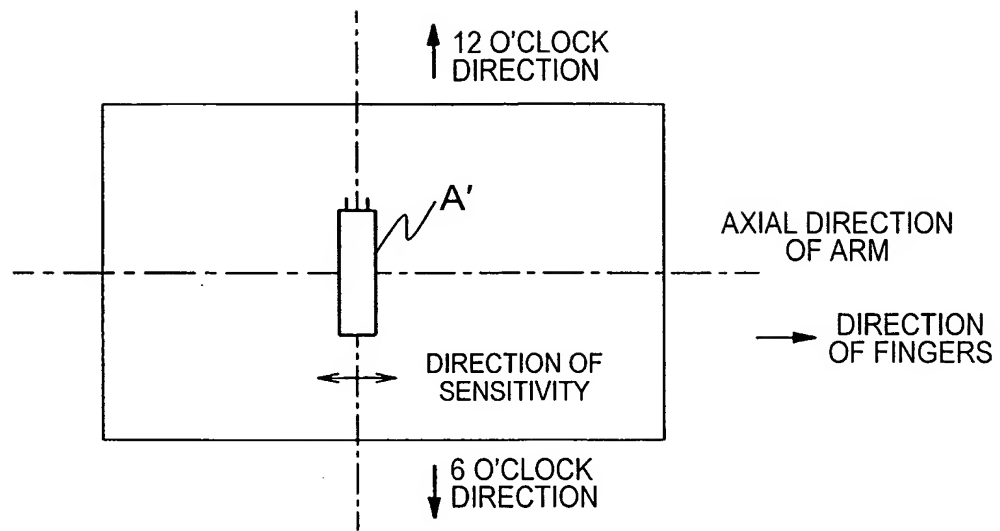 12 O'CLOCK
DIRECTION
A'
AXIAL DIRECTION
OF ARM
DIRECTION
OF FINGERS
DIRECTION OF
SENSITIVITY
6 O'CLOCK
DIRECTION